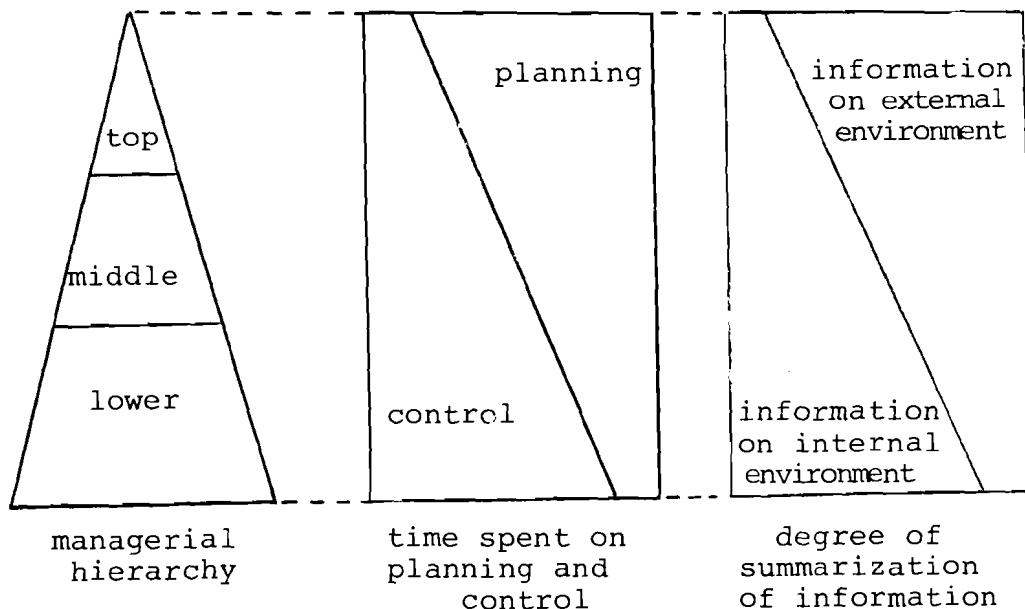 top
middle
lower
managerial
hierarchy
planning
control
time spent on
planning and
control
information
on external
environment
information
on internal
environment
degree of
summarization
of information